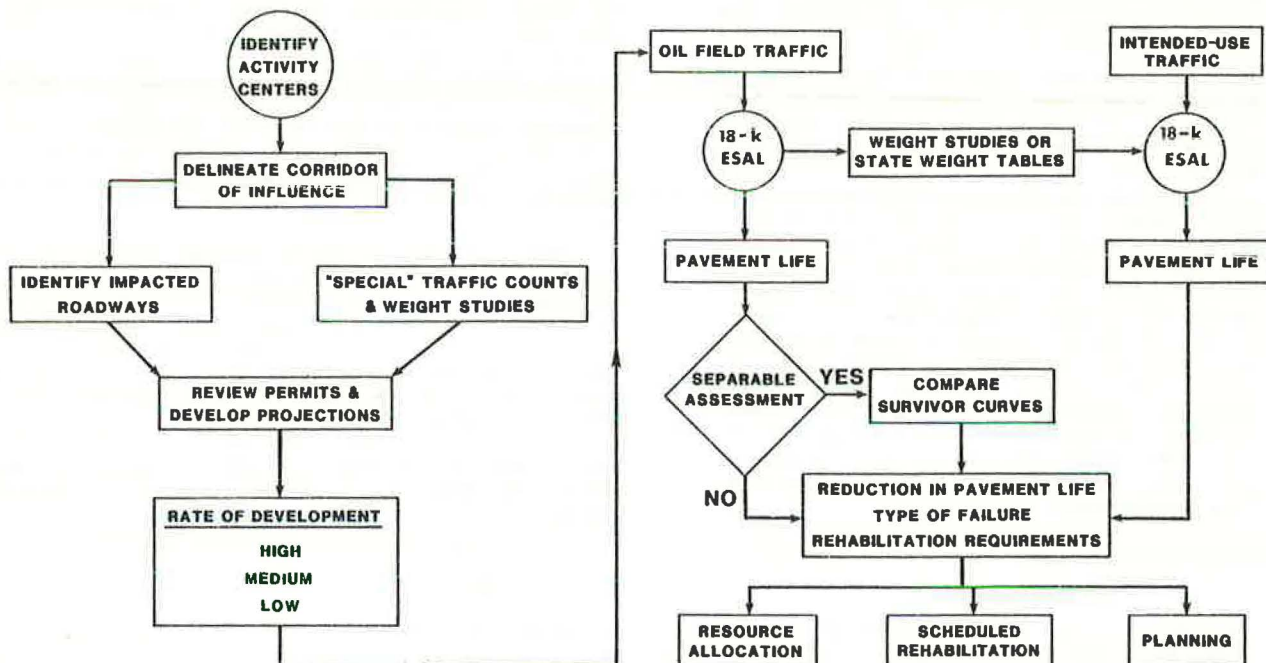 IDENTIFY
ACTIVITY
CENTERS
DELINEATE CORRIDOR
OF INFLUENCE
IDENTIFY IMPACTED
ROADWAYS
"SPECIAL" TRAFFIC COUNTS
& WEIGHT STUDIES
REVIEW PERMITS &
DEVELOP PROJECTIONS
RATE OF DEVELOPMENT
HIGH
MEDIUM
LOW
OIL FIELD TRAFFIC
INTENDED-USE
TRAFFIC
18-k
ESAL
WEIGHT STUDIES OR
STATE WEIGHT TABLES
18-k
ESAL
PAVEMENT LIFE
PAVEMENT LIFE
SEPARABLE
ASSESSMENT
YES
COMPARE
SURVIVOR CURVES
NO
REDUCTION IN PAVEMENT LIFE
TYPE OF FAILURE
REHABILITATION REQUIREMENTS
RESOURCE
ALLOCATION
SCHEDULED
REHABILITATION
PLANNING